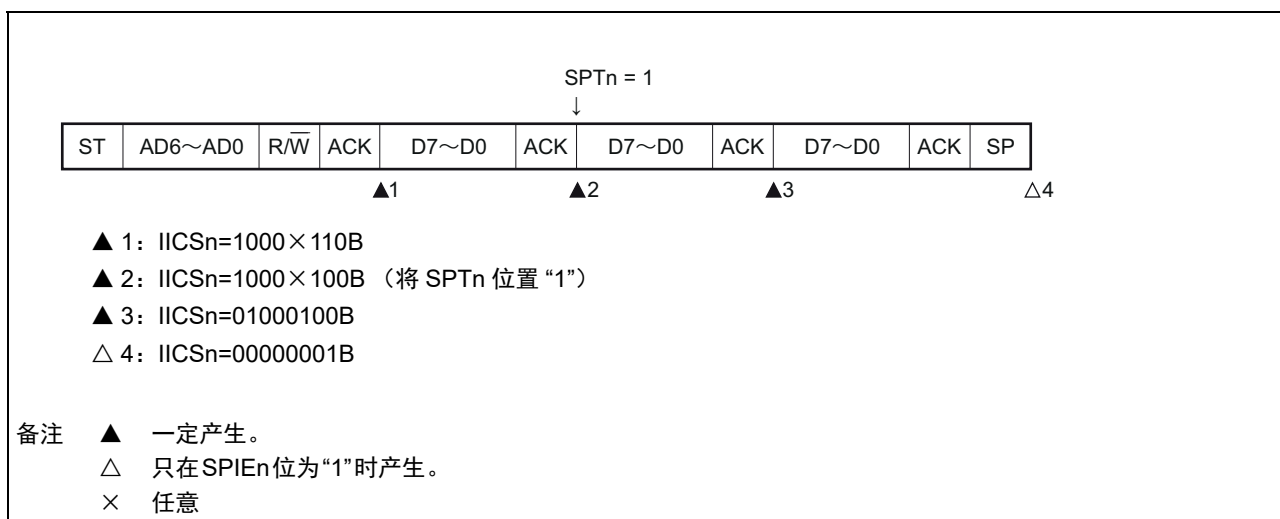 SPTn = 1
↓
ST AD6～AD0 R/W̅ ACK D7～D0 ACK D7～D0 ACK D7～D0 ACK SP
▲1 ▲2 ▲3 △4
▲ 1：IICSn=1000×110B
▲ 2：IICSn=1000×100B （将 SPTn 位置 “1”）
▲ 3：IICSn=01000100B
△ 4：IICSn=00000001B
备注 ▲ 一定产生。
△ 只在SPIEn位为“1”时产生。
× 任意